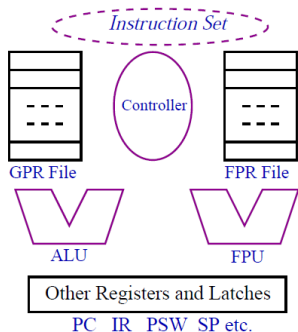 Instruction Set
Controller
GPR File
FPR File
ALU
FPU
Other Registers and Latches
PC IR PSW SP etc.